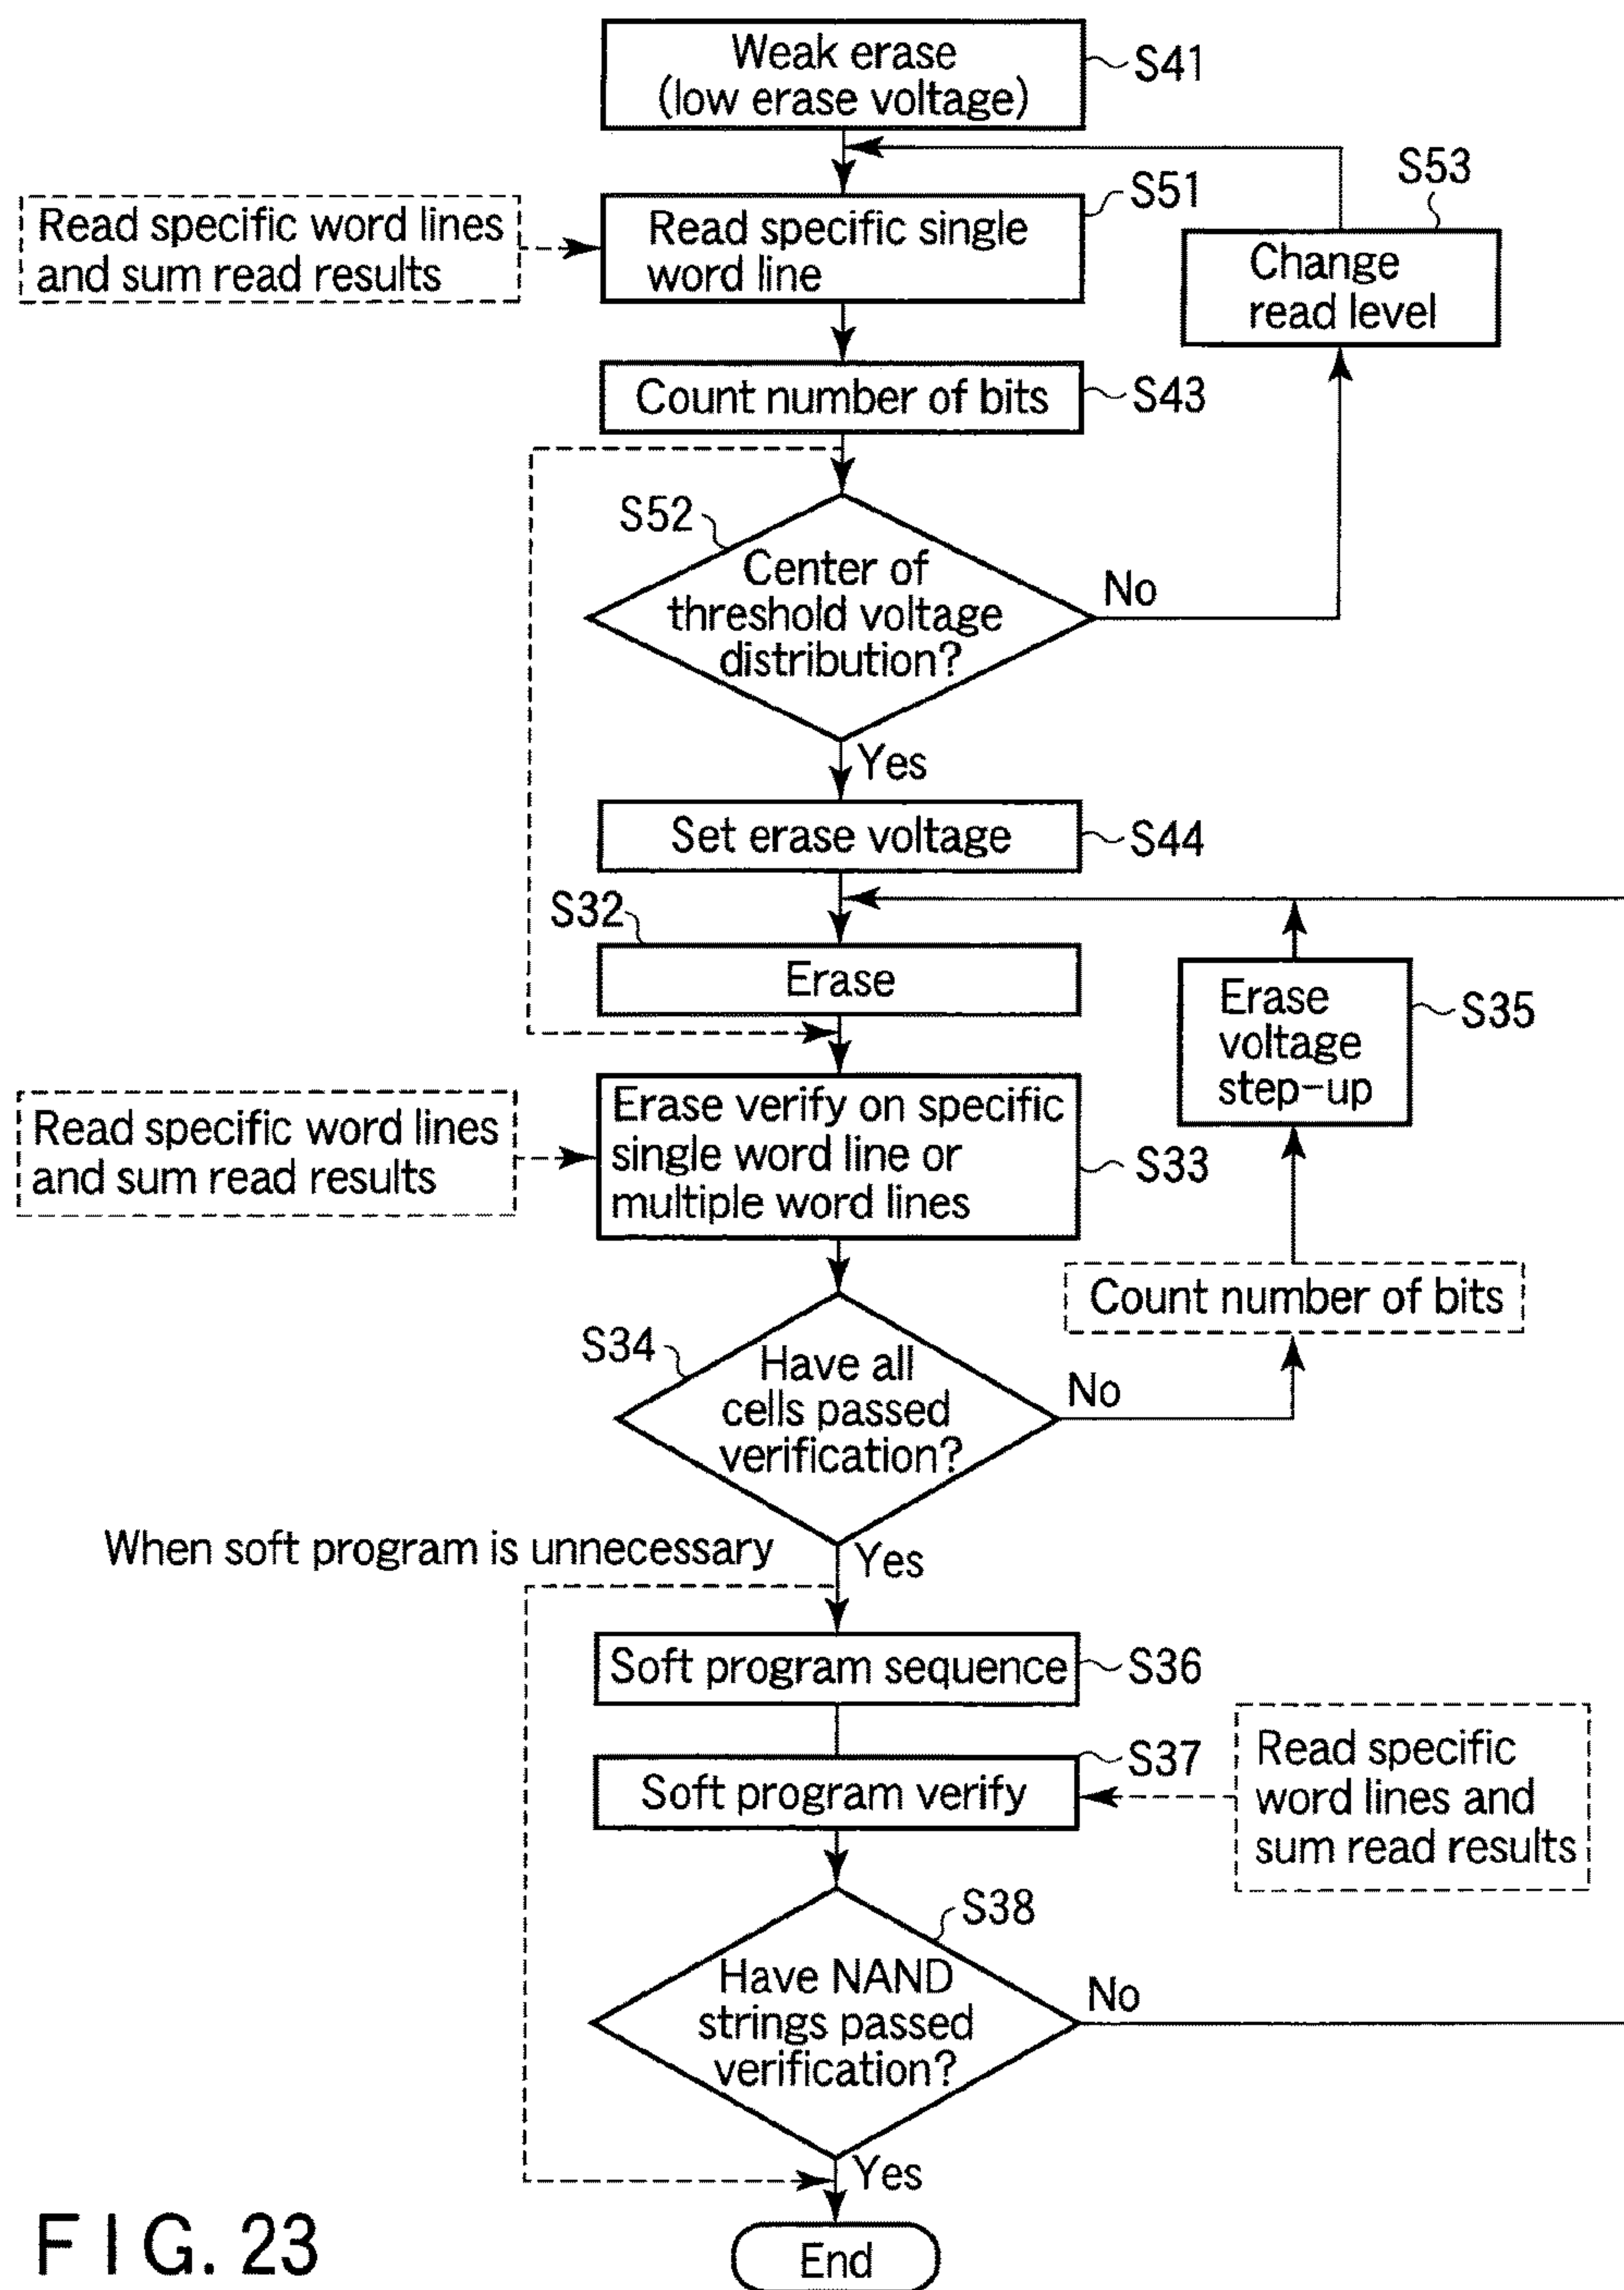 Weak erase
(low erase voltage)
S41
S53
S51
Read specific word lines
and sum read results
Read specific single
word line
Change
read level
Count number of bits
S43
S52
Center of
threshold voltage
distribution?
No
Yes
Set erase voltage
S44
S32
Erase
Erase
voltage
step-up
S35
Read specific word lines
and sum read results
Erase verify on specific
single word line or
multiple word lines
S33
Count number of bits
S34
Have all
cells passed
verification?
No
When soft program is unnecessary
Yes
Soft program sequence
S36
S37
Soft program verify
Read specific
word lines and
sum read results
S38
Have NAND
strings passed
verification?
No
Yes
End
FIG. 23